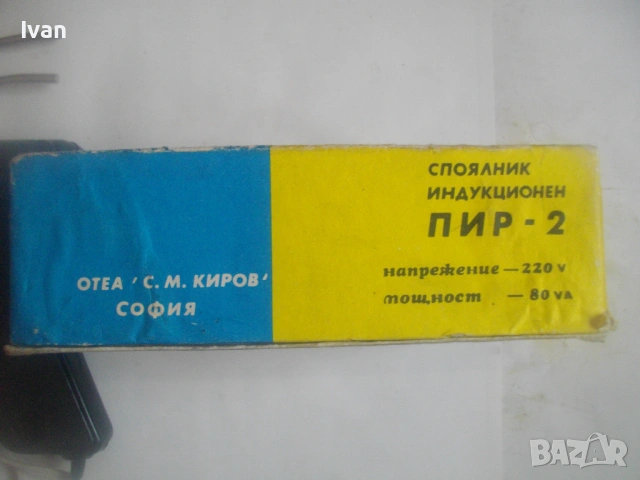 Ivan
СПОЯЛНИК
ИНДУКЦИОНЕН
ПИР - 2
напрежение — 220 V
мощност — 80 VA
ОТЕА "С. М. КИРОВ"
СОФИЯ
BAZAR